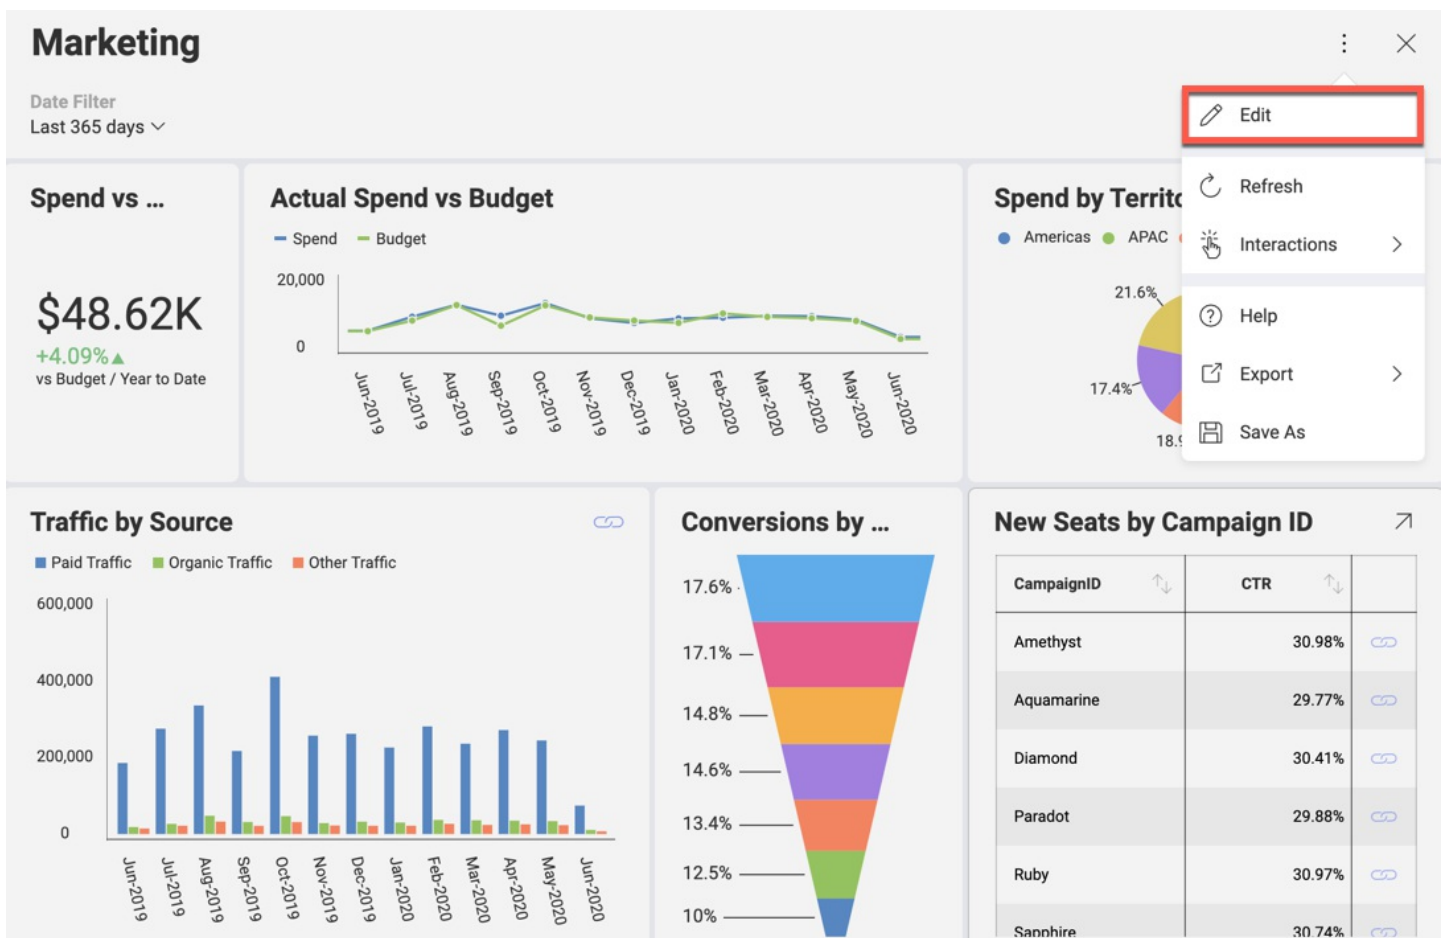 Marketing
Date Filter
Last 365 days
Edit
Refresh
Interactions
Help
Export
Save As
Spend vs ...
$48.62K
+4.09%
vs Budget / Year to Date
Actual Spend vs Budget
Spend Budget
20,000
0
Jun-2019 Jul-2019 Aug-2019 Sep-2019 Oct-2019 Nov-2019 Dec-2019 Jan-2020 Feb-2020 Mar-2020 Apr-2020 May-2020 Jun-2020
Spend by Territo
Americas APAC
21.6%
17.4%
18.9
Traffic by Source
Paid Traffic Organic Traffic Other Traffic
600,000
400,000
200,000
0
Jun-2019 Jul-2019 Aug-2019 Sep-2019 Oct-2019 Nov-2019 Dec-2019 Jan-2020 Feb-2020 Mar-2020 Apr-2020 May-2020 Jun-2020
Conversions by ...
17.6%
17.1%
14.8%
14.6%
13.4%
12.5%
10%
New Seats by Campaign ID
CampaignID CTR
Amethyst 30.98%
Aquamarine 29.77%
Diamond 30.41%
Paradot 29.88%
Ruby 30.97%
Sapphire 30.74%